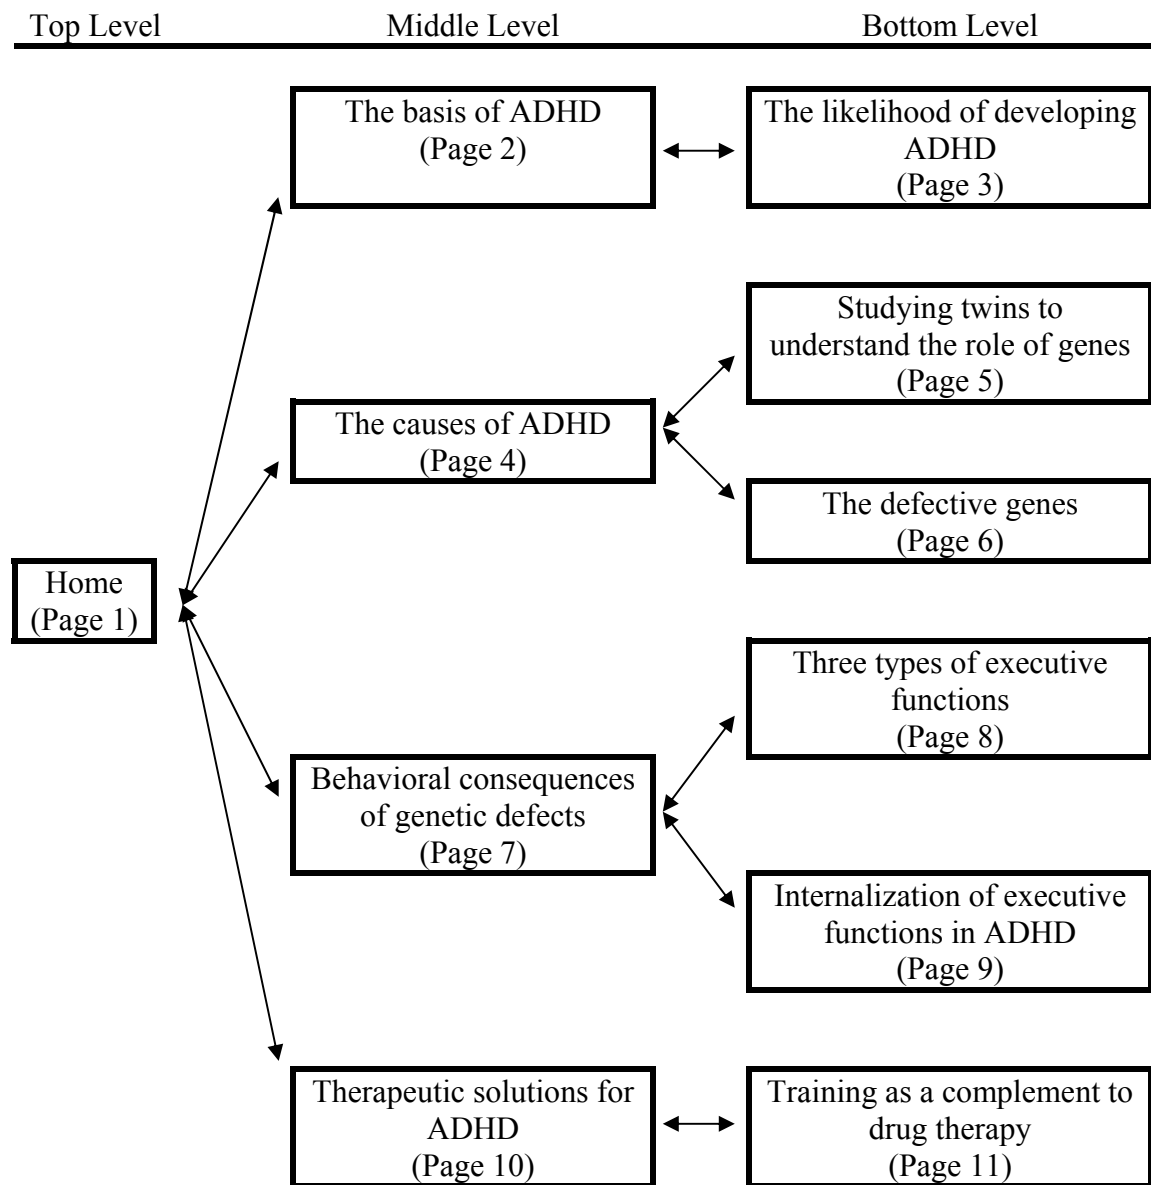 Top Level Middle Level Bottom Level
The basis of ADHD
(Page 2)
The likelihood of developing
ADHD
(Page 3)
Studying twins to
understand the role of genes
(Page 5)
The causes of ADHD
(Page 4)
The defective genes
(Page 6)
Home
(Page 1)
Three types of executive
functions
(Page 8)
Behavioral consequences
of genetic defects
(Page 7)
Internalization of executive
functions in ADHD
(Page 9)
Therapeutic solutions for
ADHD
(Page 10)
Training as a complement to
drug therapy
(Page 11)